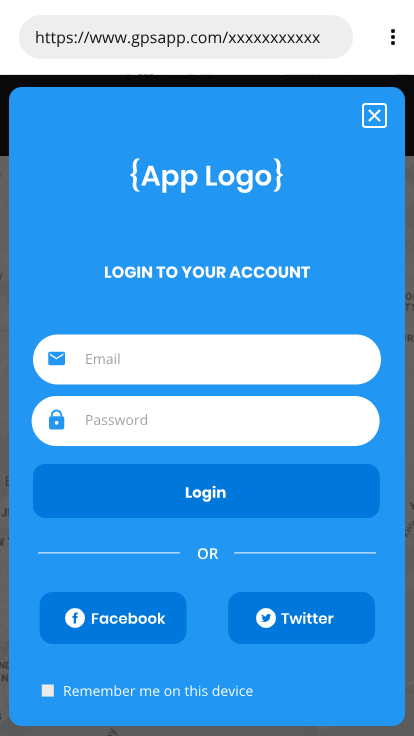 https://www.gpsapp.com/xxxxxxxxxxx
{App Logo}
LOGIN TO YOUR ACCOUNT
Email
Password
Login
OR
Facebook
Twitter
Remember me on this device